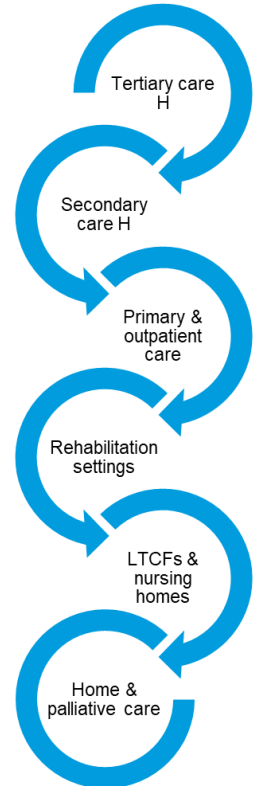 Tertiary care
H
Secondary
care H
Primary &
outpatient
care
Rehabilitation
settings
LTCFs &
nursing
homes
Home &
palliative care